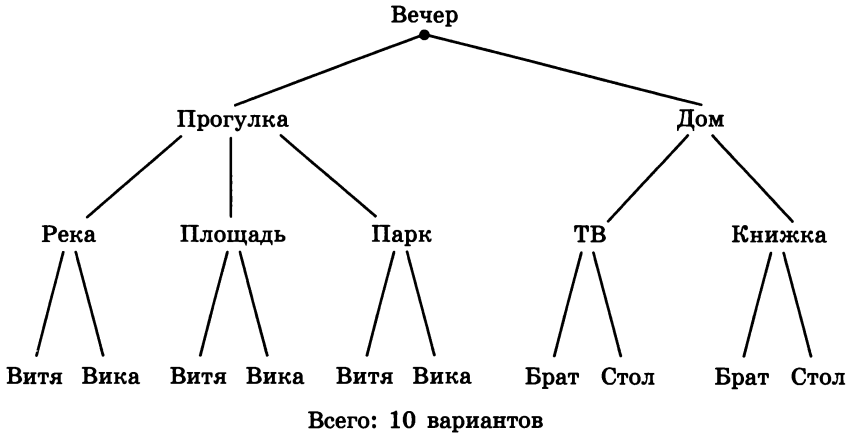 Вечер
Прогулка Дом
Река Площадь Парк ТВ Книжка
Витя Вика Витя Вика Витя Вика Брат Стол Брат Стол
Всего: 10 вариантов